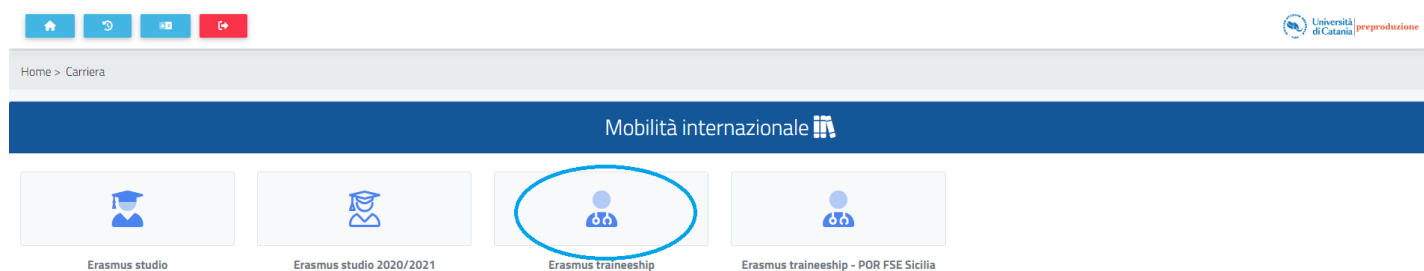 Università
di Catania
preproduzione
Home > Carriera
Mobilità internazionale
Erasmus studio
Erasmus studio 2020/2021
Erasmus traineeship
Erasmus traineeship - POR FSE Sicilia